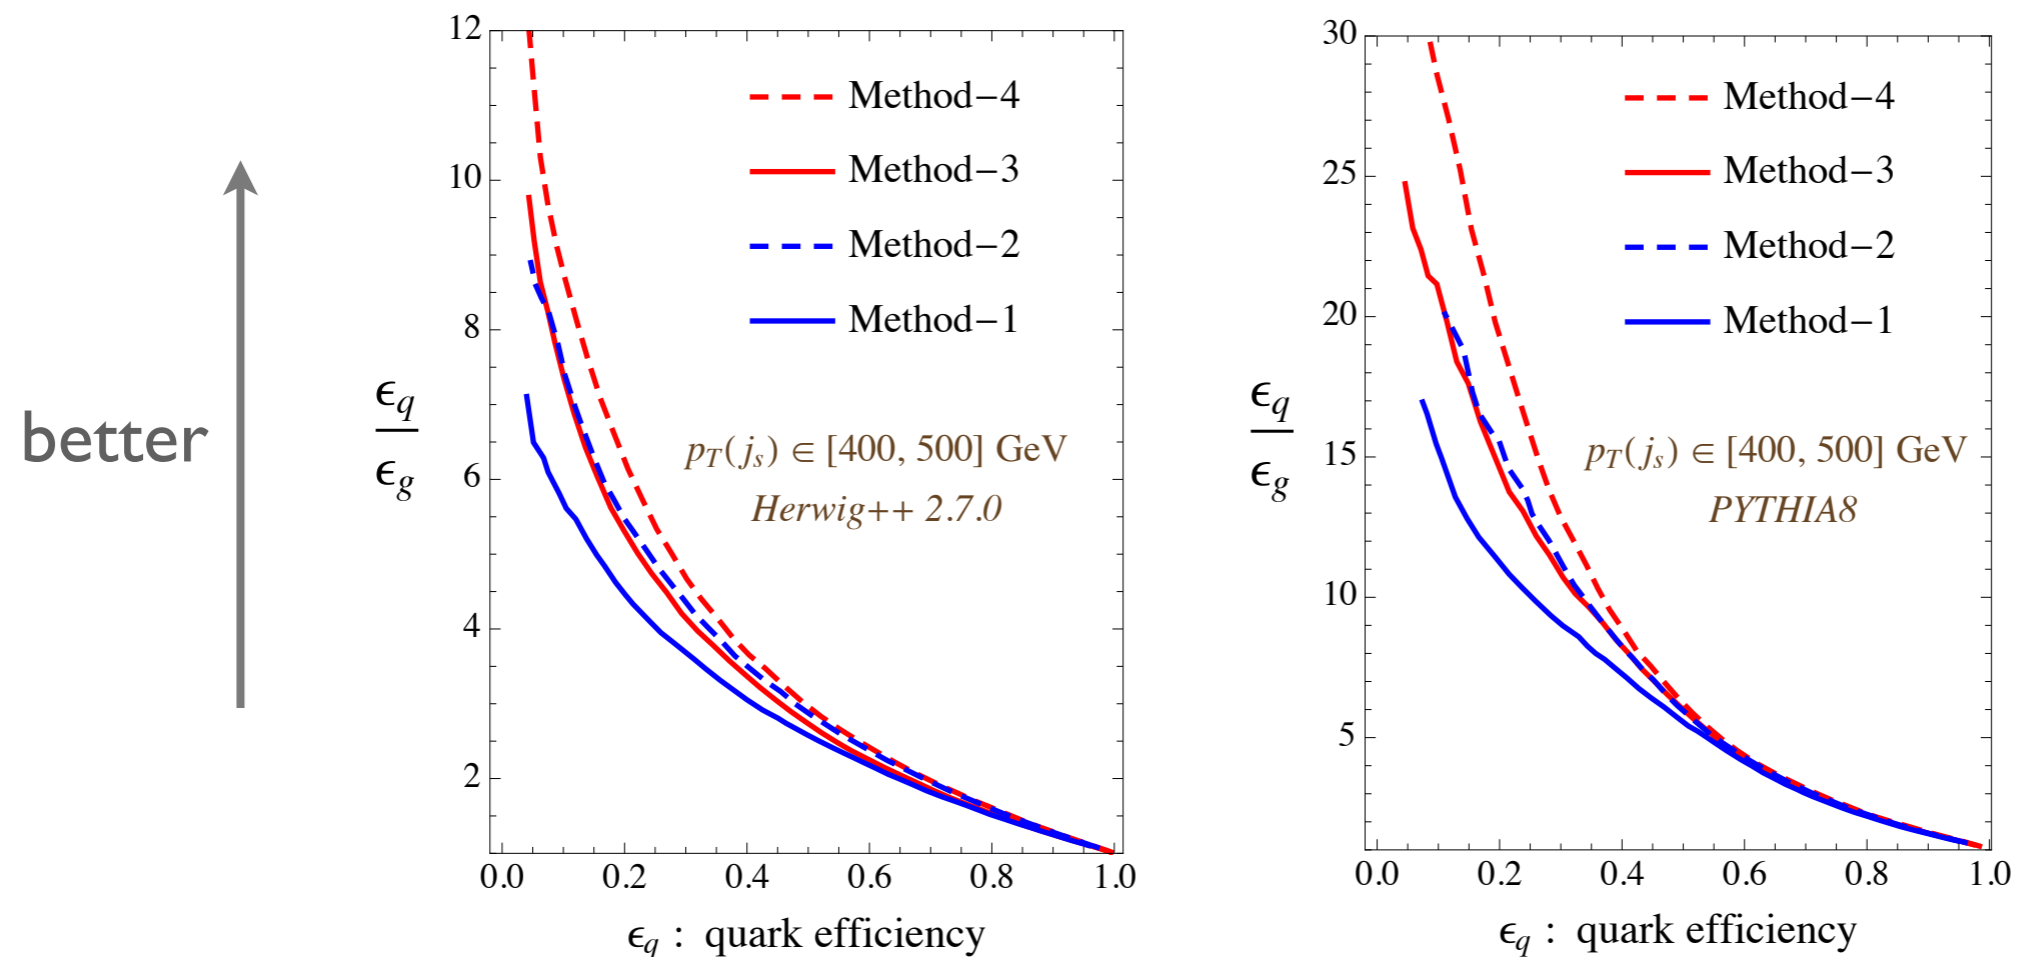 better
12
10
8
6
4
2
ϵq
ϵg
Method−4
Method−3
Method−2
Method−1
pT(js) ∈ [400, 500] GeV
Herwig++ 2.7.0
0.0 0.2 0.4 0.6 0.8 1.0
ϵq : quark efficiency
30
25
20
15
10
5
ϵq
ϵg
Method−4
Method−3
Method−2
Method−1
pT(js) ∈ [400, 500] GeV
PYTHIA8
0.0 0.2 0.4 0.6 0.8 1.0
ϵq : quark efficiency